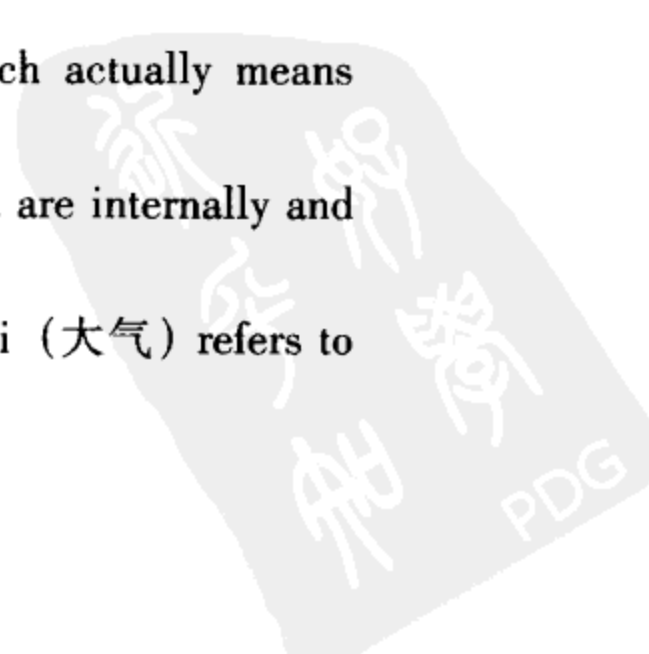 ch actually means
are internally and
i (大气) refers to
PDG